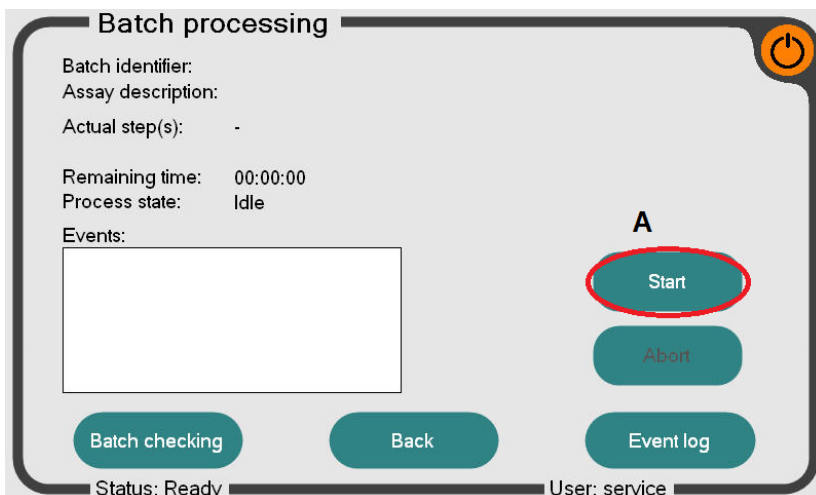 Batch processing
Batch identifier:
Assay description:
Actual step(s): -
Remaining time: 00:00:00
Process state: Idle
Events:
A
Start
Abort
Batch checking Back Event log
Status: Ready User: service